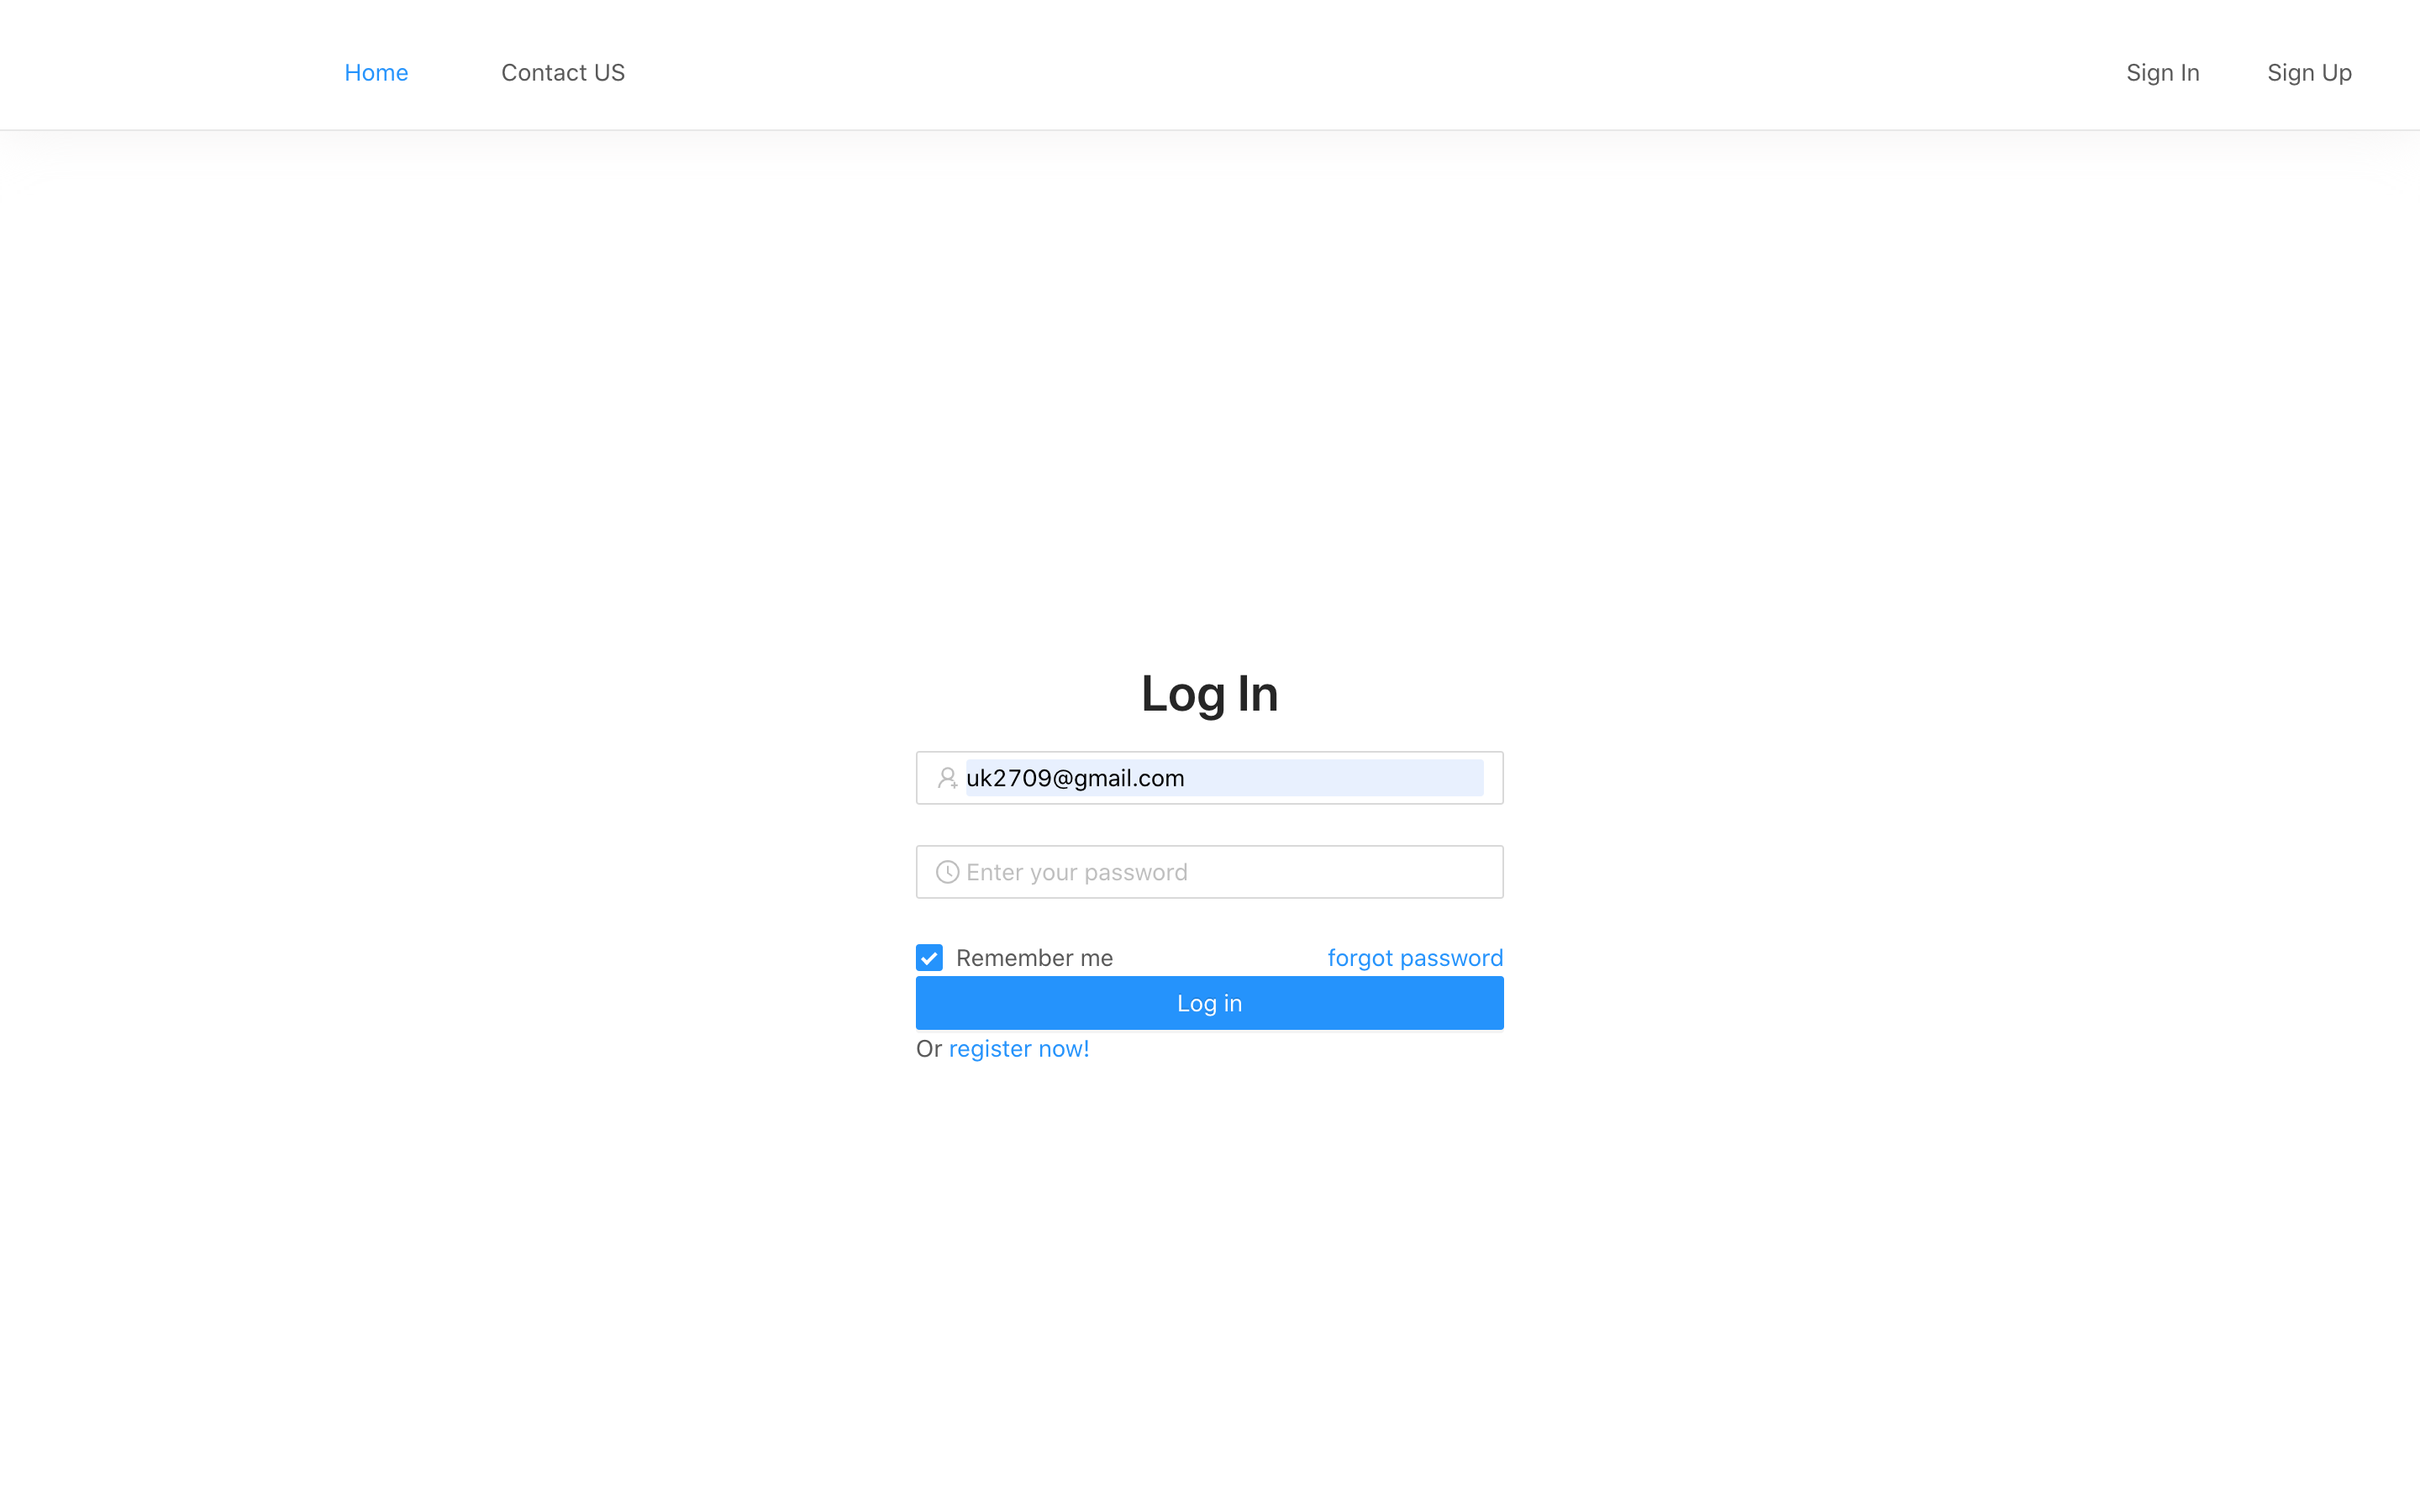 Home Contact US Sign In Sign Up
Log In
uk2709@gmail.com
Enter your password
Remember me forgot password
Log in
Or register now!